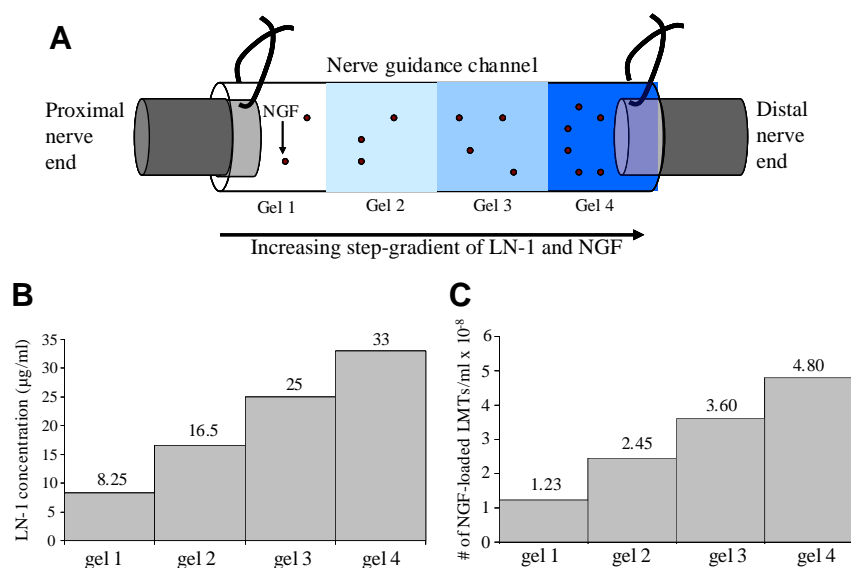 A
Nerve guidance channel
Proximal
nerve
end
NGF
Distal
nerve
end
Gel 1
Gel 2
Gel 3
Gel 4
Increasing step-gradient of LN-1 and NGF
B
LN-1 concentration (µg/ml)
35
30
25
20
15
10
5
0
8.25
16.5
25
33
gel 1
gel 2
gel 3
gel 4
C
# of NGF-loaded LMTs/ml x 10⁻⁸
6
5
4
3
2
1
0
1.23
2.45
3.60
4.80
gel 1
gel 2
gel 3
gel 4